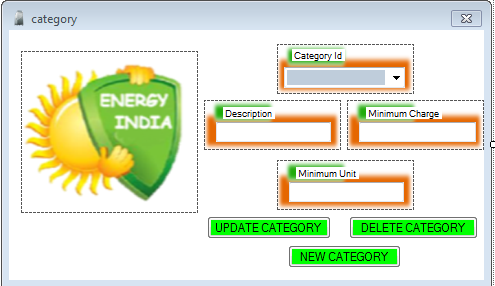 category
ENERGY
INDIA
Category Id
Description
Minimum Charge
Minimum Unit
UPDATE CATEGORY
DELETE CATEGORY
NEW CATEGORY